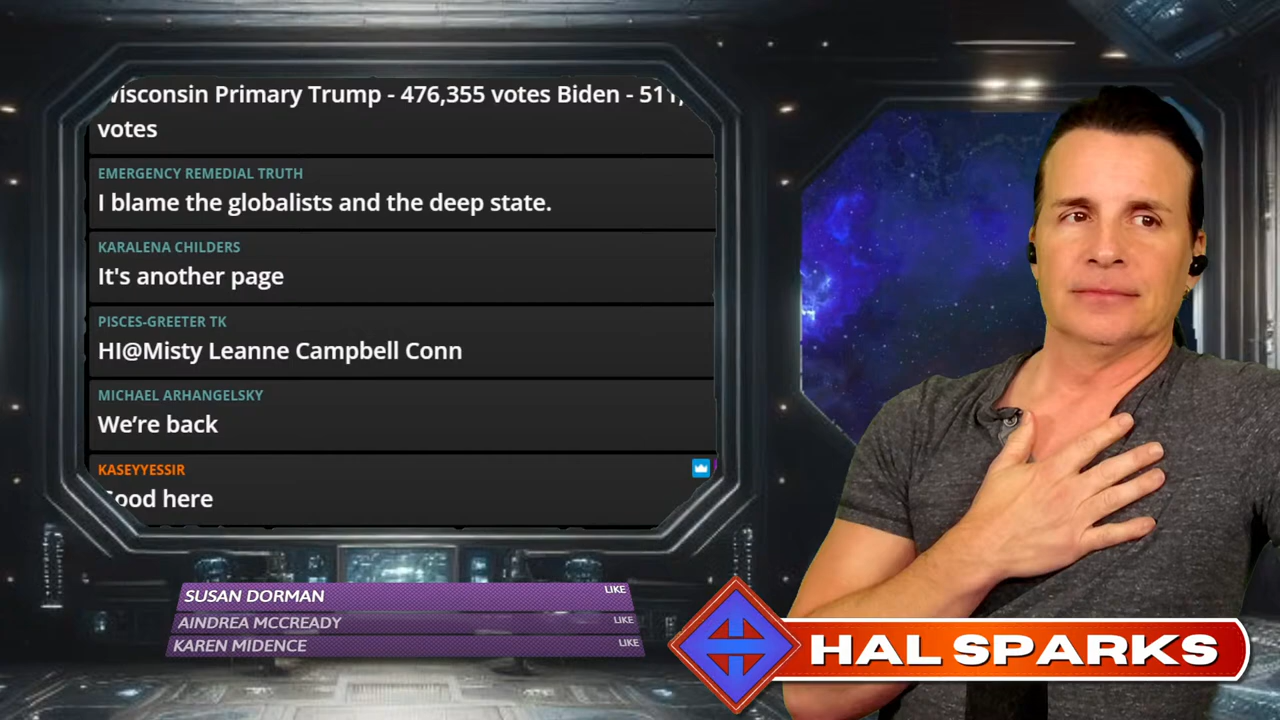 Wisconsin Primary Trump - 476,355 votes Biden - 511,
votes
EMERGENCY REMEDIAL TRUTH
I blame the globalists and the deep state.
KARALENA CHILDERS
It's another page
PISCES-GREETER TK
HI@Misty Leanne Campbell Conn
MICHAEL ARHANGELSKY
We’re back
KASEYYESSIR
Good here
SUSAN DORMAN LIKE
AINDREA MCCREADY LIKE
KAREN MIDENCE LIKE
HAL SPARKS